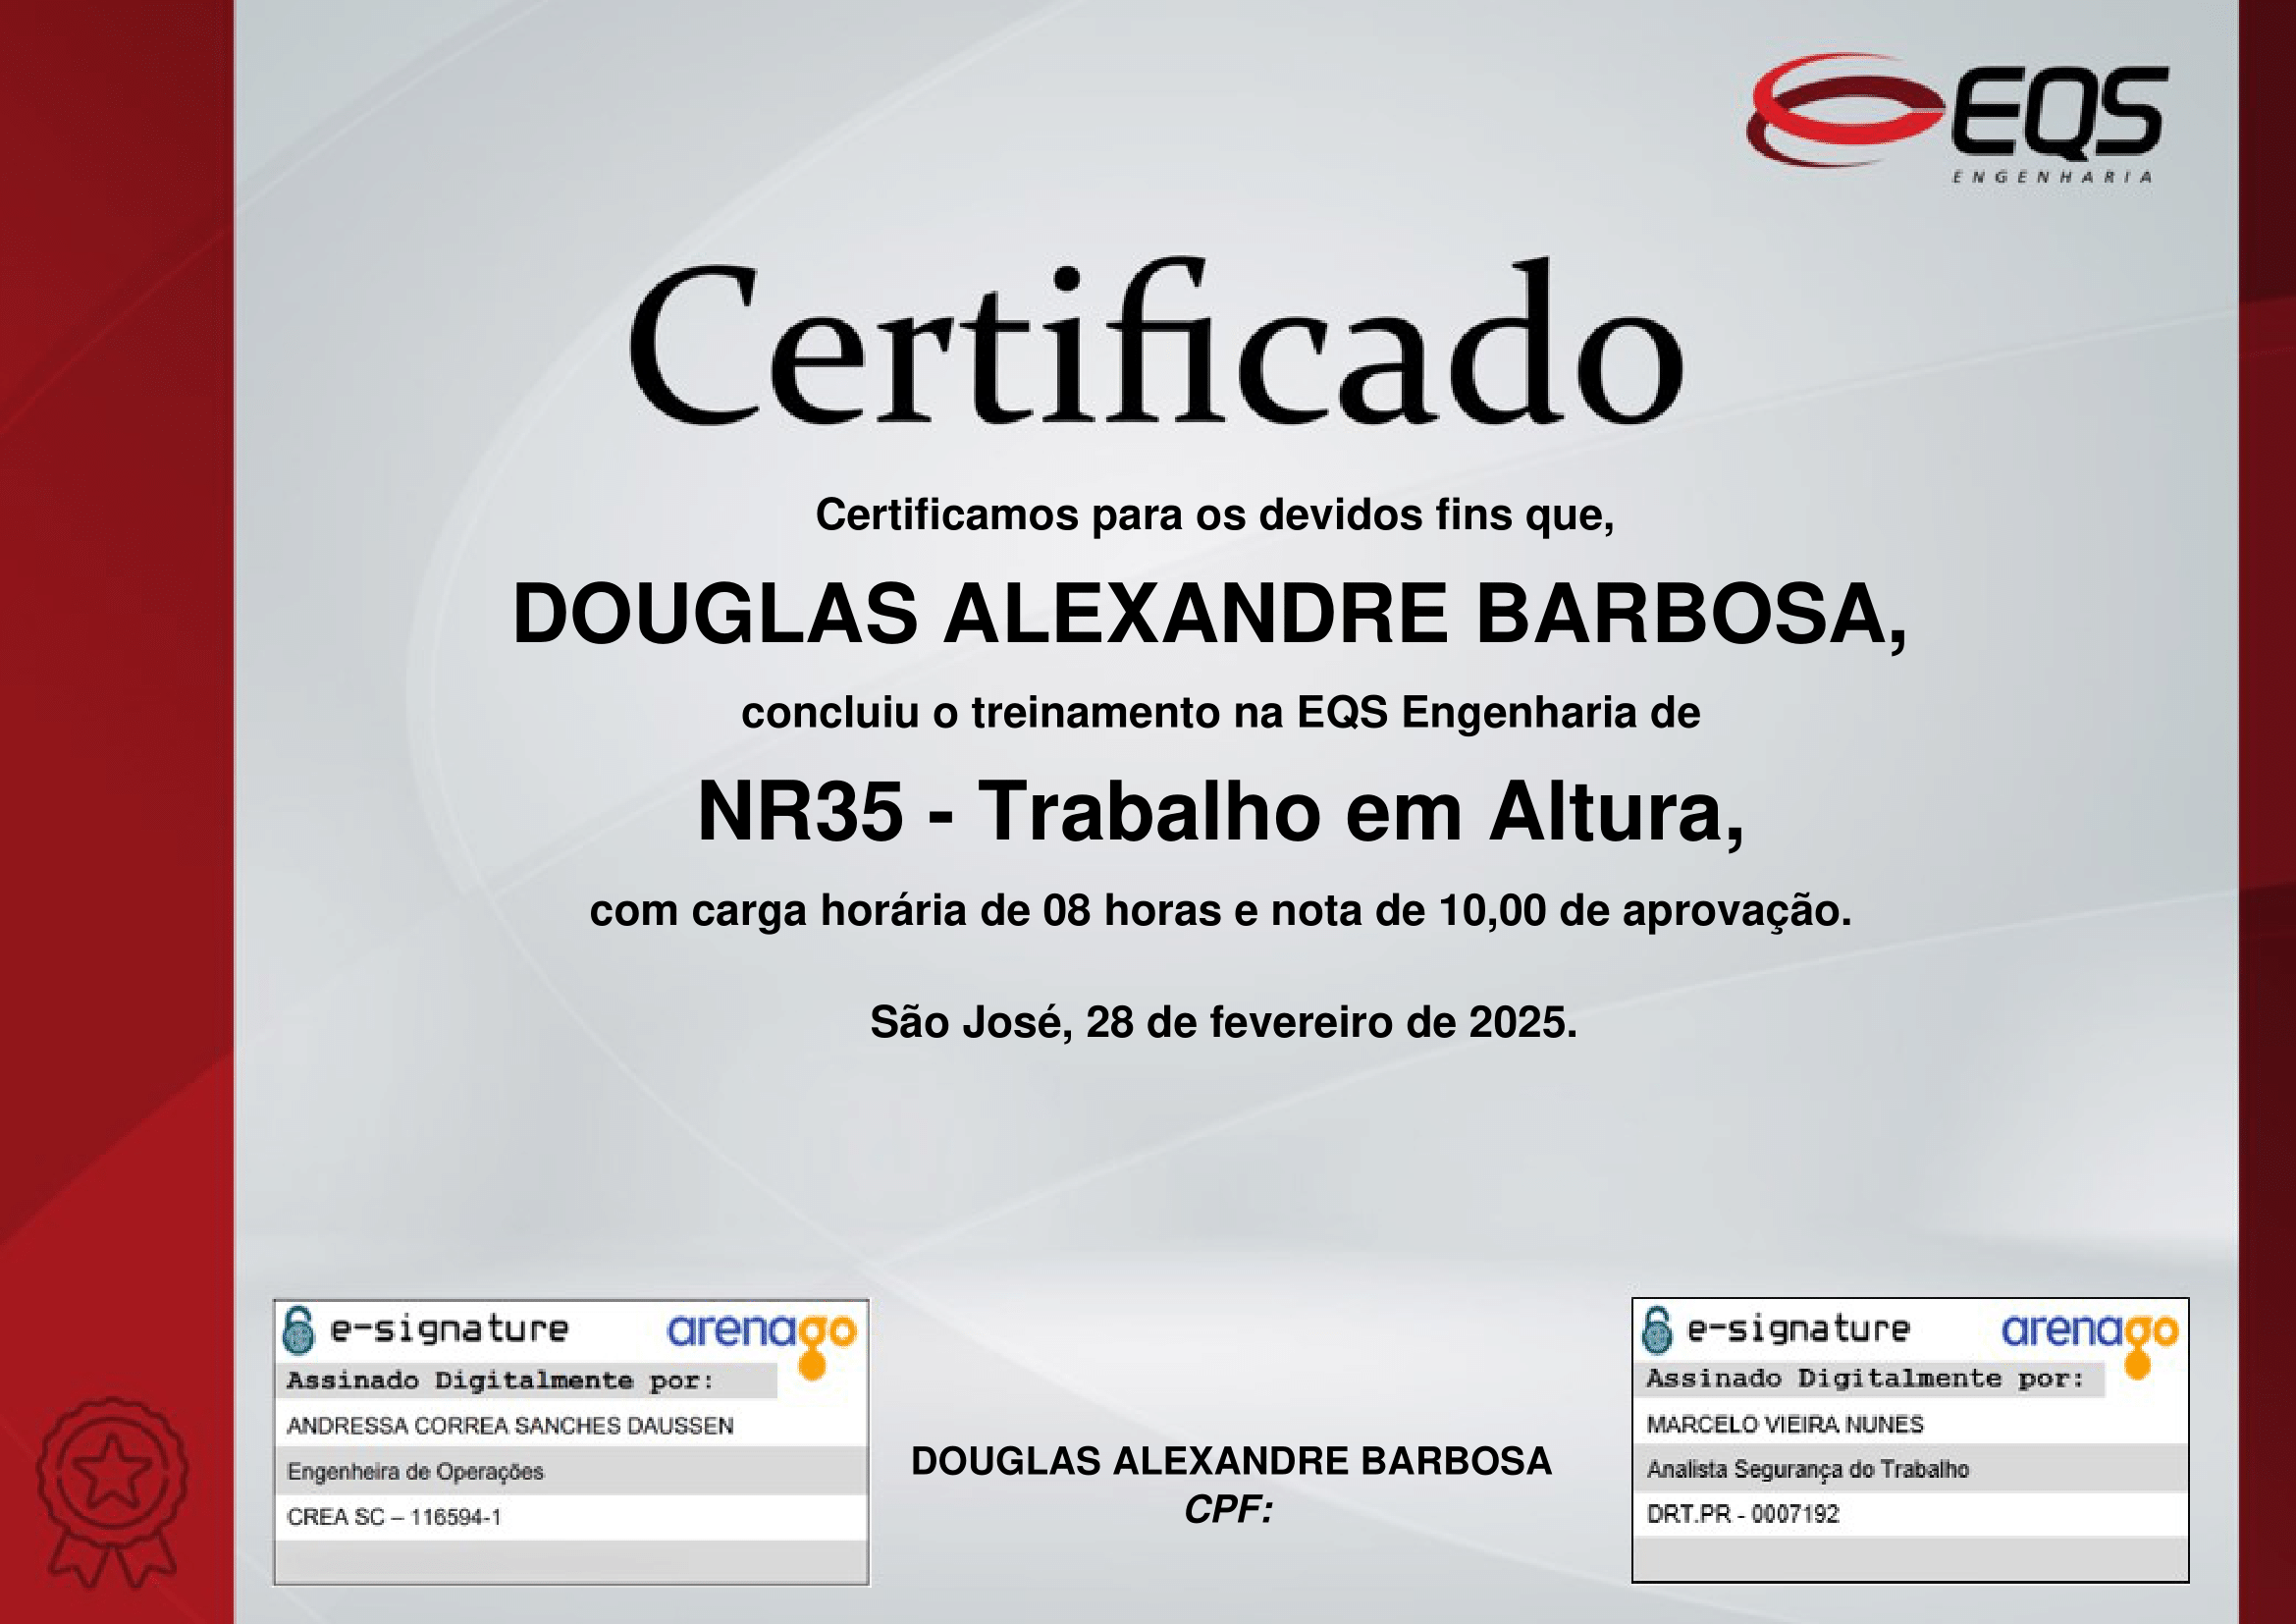 EQS
ENGENHARIA
Certificado
Certificamos para os devidos fins que,
DOUGLAS ALEXANDRE BARBOSA,
concluiu o treinamento na EQS Engenharia de
NR35 - Trabalho em Altura,
com carga horária de 08 horas e nota de 10,00 de aprovação.
São José, 28 de fevereiro de 2025.
e-signature arenago
Assinado Digitalmente por:
ANDRESSA CORREA SANCHES DAUSSEN
Engenheira de Operações
CREA SC – 116594-1
DOUGLAS ALEXANDRE BARBOSA
CPF:
e-signature arenago
Assinado Digitalmente por:
MARCELO VIEIRA NUNES
Analista Segurança do Trabalho
DRT.PR - 0007192